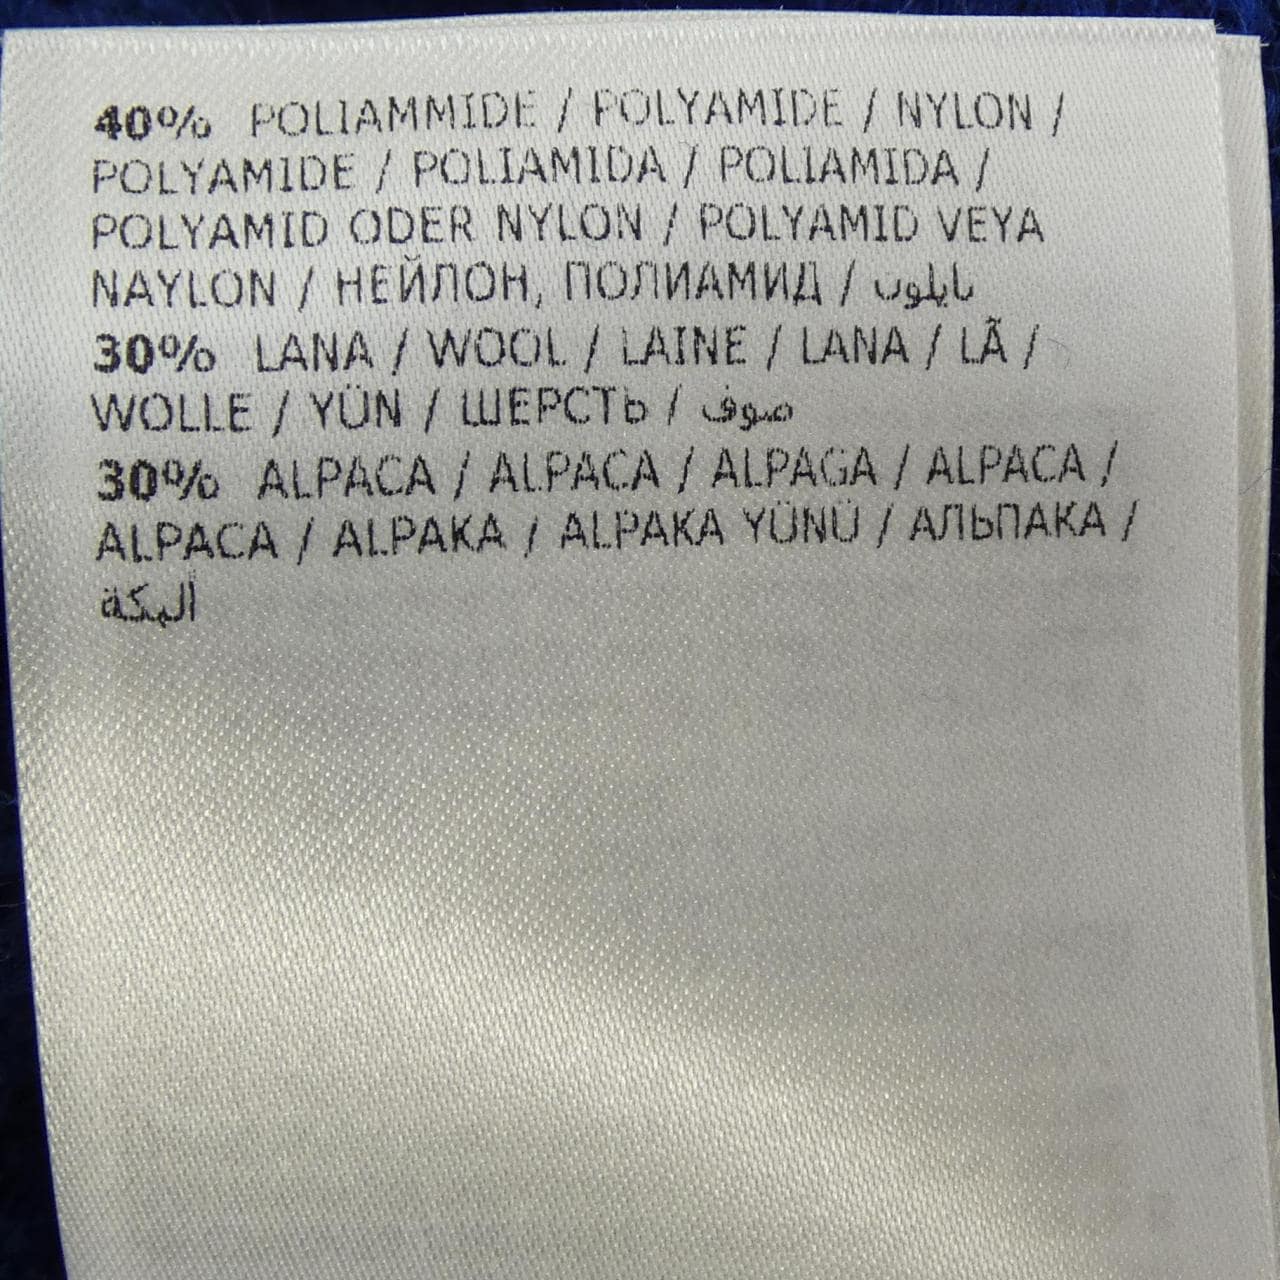 40% POLIAMMIDE / POLYAMIDE / NYLON /
POLYAMIDE / POLIAMIDA / POLIAMIDA /
POLYAMID ODER NYLON / POLYAMID VEYA
NAYLON / НЕЙЛОН, ПОЛИАМИД / نايلون
30% LANA / WOOL / LAINE / LANA / LÃ /
WOLLE / YÜN / ШЕРСТЬ / صوف
30% ALPACA / ALPACA / ALPAGA / ALPACA /
ALPACA / ALPAKA / ALPAKA YÜNÜ / АЛЬПАКА /
البكة